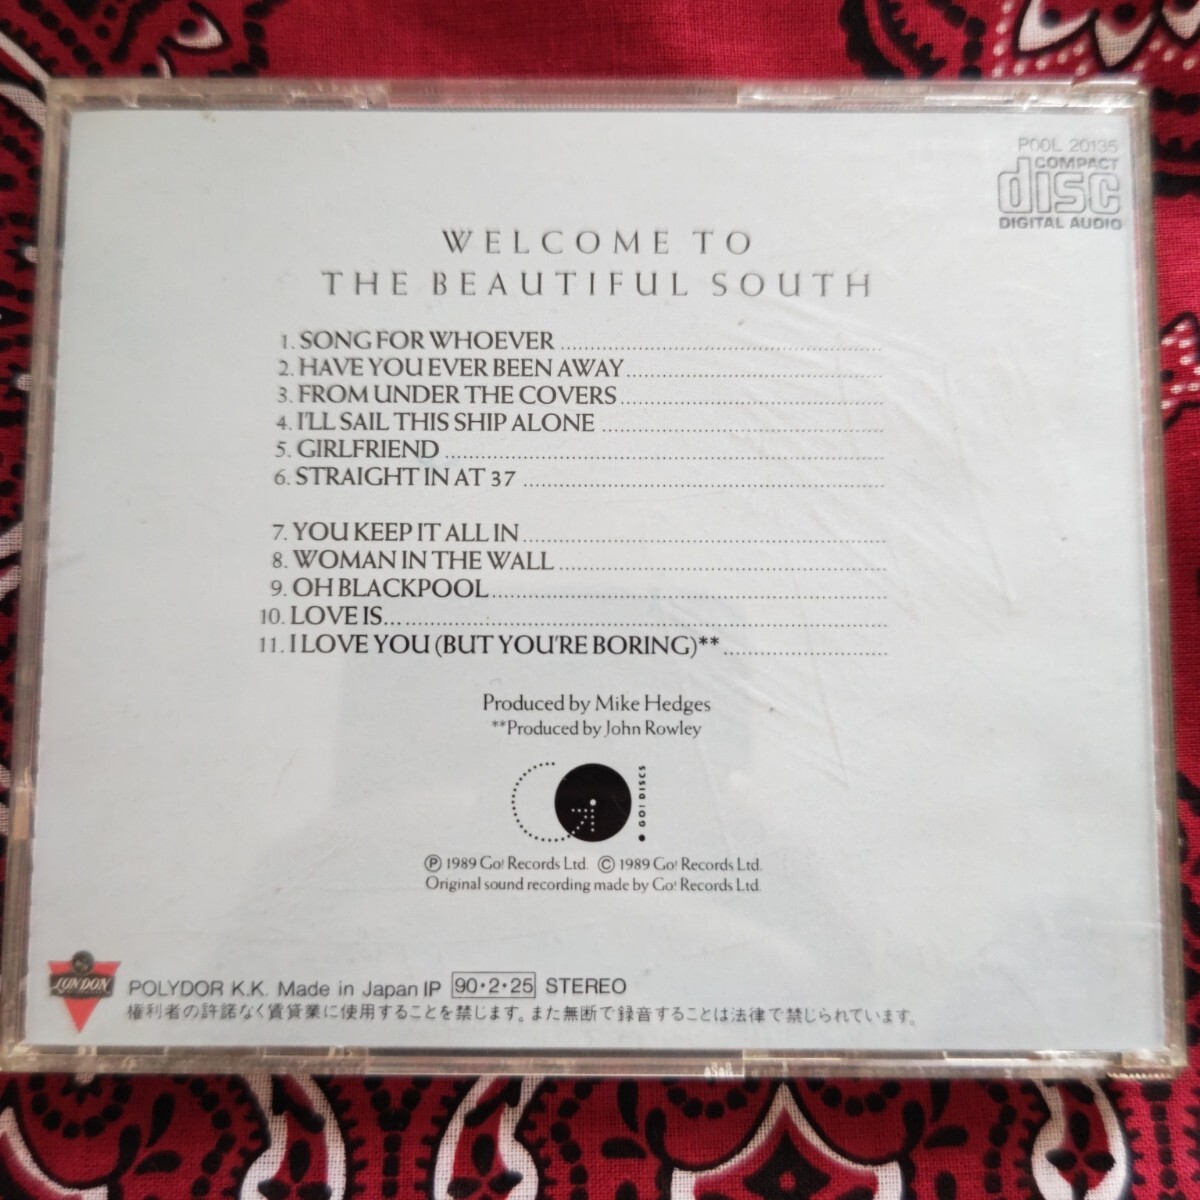 POOL 20135
COMPACT
disc
DIGITAL AUDIO
WELCOME TO
THE BEAUTIFUL SOUTH
1. SONG FOR WHOEVER
2. HAVE YOU EVER BEEN AWAY
3. FROM UNDER THE COVERS
4. I'LL SAIL THIS SHIP ALONE
5. GIRLFRIEND
6. STRAIGHT IN AT 37
7. YOU KEEP IT ALL IN
8. WOMAN IN THE WALL
9. OH BLACKPOOL
10. LOVE IS...
11. I LOVE YOU (BUT YOU'RE BORING)**
Produced by Mike Hedges
**Produced by John Rowley
GO! DISCS
Ⓟ 1989 Go! Records Ltd. © 1989 Go! Records Ltd.
Original sound recording made by Go! Records Ltd.
LONDON
POLYDOR K.K. Made in Japan IP 90・2・25 STEREO
権利者の許諾なく賃貸業に使用することを禁じます。また無断で録音することは法律で禁じられています。